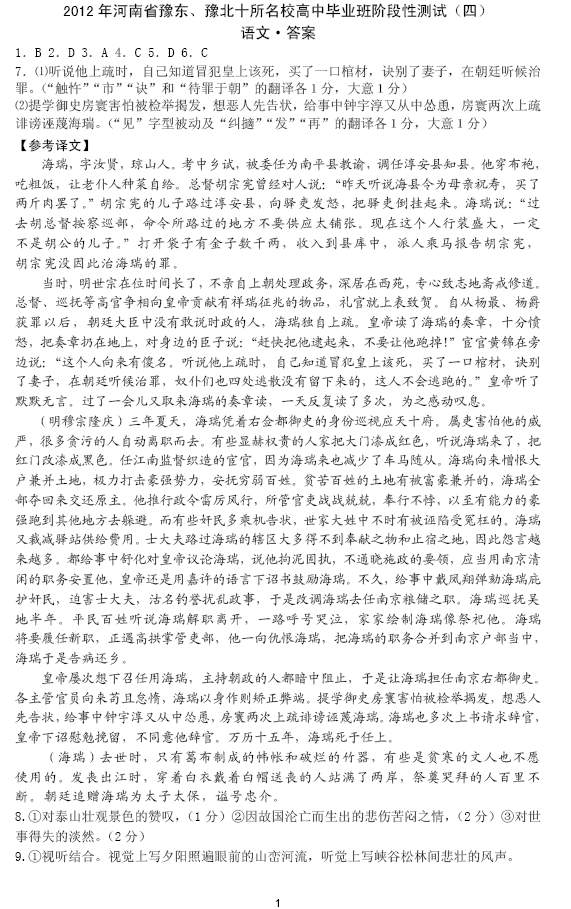 2012 年河南省豫东、豫北十所名校高中毕业班阶段性测试（四）
语文·答案
1．B 2．D 3．A 4．C 5．D 6．C
7．⑴听说他上疏时，自己知道冒犯皇上该死，买了一口棺材，诀别了妻子，在朝廷听候治
罪。（“触忤”“市”“诀”和“待罪于朝”的翻译各 1 分，大意 1 分）
⑵提学御史房寰害怕被检举揭发，想恶人先告状，给事中钟宇淳又从中怂恿，房寰两次上疏
诽谤诬蔑海瑞。（“见”字型被动及“纠擿”“发”“再”的翻译各 1 分，大意 1 分）
【参考译文】
海瑞，字汝贤，琼山人。考中乡试，被委任为南平县教谕，调任淳安县知县。他穿布袍，
吃粗饭，让老仆人种菜自给。总督胡宗宪曾经对人说：“昨天听说海县令为母亲祝寿，买了
两斤肉罢了。”胡宗宪的儿子路过淳安县，向驿吏发怒，把驿吏倒挂起来。海瑞说：“过
去胡总督按察巡部，命令所路过的地方不要供应太铺张。现在这个人行装盛大，一定
不是胡公的儿子。”打开袋子有金子数千两，收入到县库中，派人乘马报告胡宗宪，
胡宗宪没因此治海瑞的罪。
当时，明世宗在位时间长了，不亲自上朝处理政务，深居在西苑，专心致志地斋戒修道。
总督、巡抚等高官争相向皇帝贡献有祥瑞征兆的物品，礼官就上表致贺。自从杨最、杨爵
获罪以后，朝廷大臣中没有敢说时政的人，海瑞独自上疏。皇帝读了海瑞的奏章，十分愤
怒，把奏章扔在地上，对身边的臣子说：“赶快把他逮起来，不要让他跑掉!”宦官黄锦在旁
边说：“这个人向来有傻名。听说他上疏时，自己知道冒犯皇上该死，买了一口棺材，诀别
了妻子，在朝廷听候治罪，奴仆们也四处逃散没有留下来的，这人不会逃跑的。”皇帝听了
默默无言。过了一会儿又取来海瑞的奏章读，一天反复读了多次，为之感动叹息。
（明穆宗隆庆）三年夏天，海瑞凭着右佥都御史的身份巡视应天十府。属吏害怕他的威
严，很多贪污的人自动离职而去。有些显赫权贵的人家把大门漆成红色，听说海瑞来了，把
红门改漆成黑色。任江南监督织造的宦官，因为海瑞来也减少了车马随从。海瑞向来憎恨大
户兼并土地，极力打击豪强势力，安抚穷弱百姓。贫苦百姓的土地有被富豪兼并的，海瑞全
部夺回来交还原主。他推行政令雷厉风行，所管官吏战战兢兢，奉行不悖，以至有能力的豪
强跑到其他地方去躲避。而有些奸民多乘机告状，世家大姓中不时有被诬陷受冤枉的。海瑞
又裁减驿站供给费用。士大夫路过海瑞的辖区大多得不到奉献之物和止宿之地，因此怨言越
来越多。都给事中舒化对皇帝议论海瑞，说他拘泥固执，不通晓施政的要领，应当用南京清
闲的职务安置他，皇帝还是用嘉许的语言下诏书鼓励海瑞。不久，给事中戴凤翔弹劾海瑞庇
护奸民，迫害士大夫，沽名钓誉扰乱政事，于是改调海瑞去任南京粮储之职。海瑞巡抚吴
地半年。平民百姓听说海瑞解职离开，一路呼号哭泣，家家绘制海瑞像祭祀他。海瑞
将要履任新职，正遇高拱掌管吏部，他一向仇恨海瑞，把海瑞的职务合并到南京户部当中，
海瑞于是告病还乡。
皇帝屡次想下召任用海瑞，主持朝政的人都暗中阻止，于是让海瑞担任南京右都御史。
各主管官员向来苟且怠惰，海瑞以身作则矫正弊端。提学御史房寰害怕被检举揭发，想恶人
先告状，给事中钟宇淳又从中怂恿，房寰两次上疏诽谤诬蔑海瑞。海瑞也多次上书请求辞官，
皇帝下诏慰勉挽留，不同意他辞官。万历十五年，海瑞死于任上。
（海瑞）去世时，只有葛布制成的帏帐和破烂的竹器，有些是贫寒的文人也不愿
使用的。发丧出江时，穿着白衣戴着白帽送丧的人站满了两岸，祭奠哭拜的人百里不
断。朝廷追赠海瑞为太子太保，谥号忠介。
8.①对泰山壮观景色的赞叹，（1 分）②因故国沦亡而生出的悲伤苦闷之情，（2 分）③对世
事得失的淡然。（2 分）
9.①视听结合。视觉上写夕阳照遍眼前的山峦河流，听觉上写峡谷松林间悲壮的风声。
1